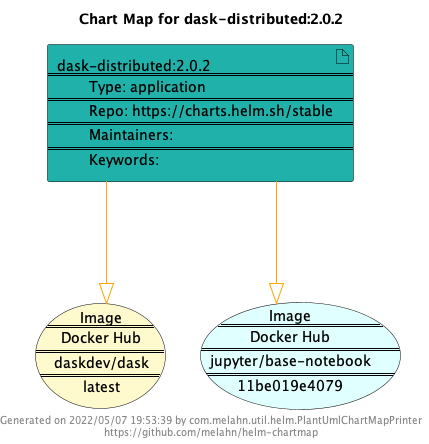 Chart Map for dask-distributed:2.0.2
dask-distributed:2.0.2
Type: application
Repo: https://charts.helm.sh/stable
Maintainers:
Keywords:
Image
Docker Hub
daskdev/dask
latest
Image
Docker Hub
jupyter/base-notebook
11be019e4079
Generated on 2022/05/07 19:53:39 by com.melahn.util.helm.PlantUmlChartMapPrinter
https://github.com/melahn/helm-chartmap